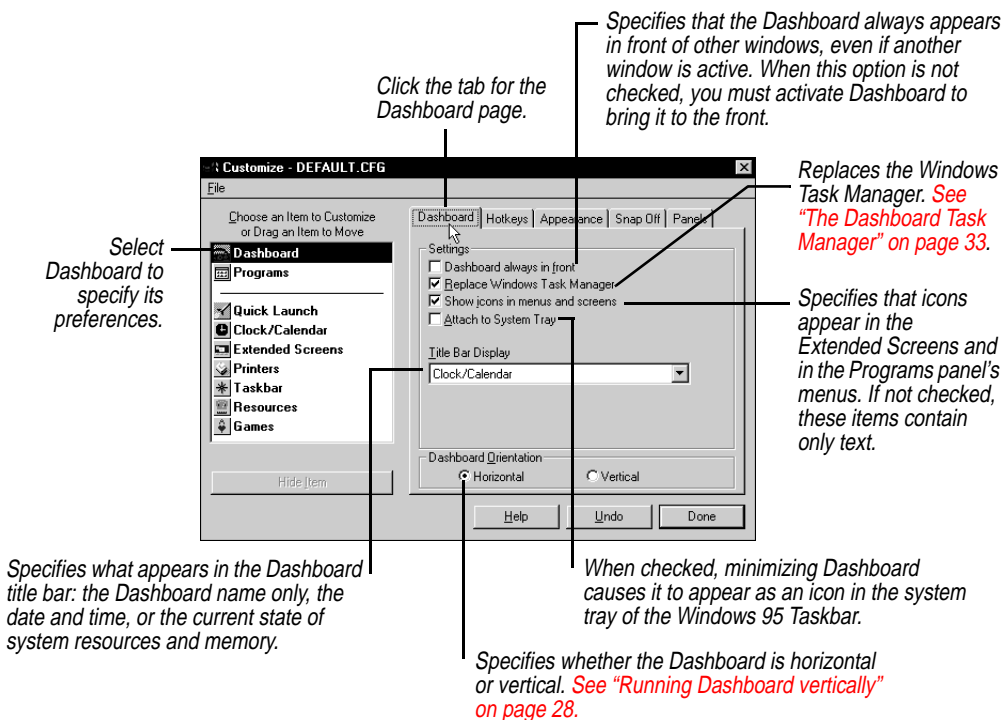 Specifies that the Dashboard always appears
in front of other windows, even if another
window is active. When this option is not
checked, you must activate Dashboard to
bring it to the front.
Click the tab for the
Dashboard page.
Replaces the Windows
Task Manager. See
“The Dashboard Task
Manager” on page 33.
Select
Dashboard to
specify its
preferences.
Customize - DEFAULT.CFG
File
Choose an Item to Customize
or Drag an Item to Move
Dashboard
Programs
Quick Launch
Clock/Calendar
Extended Screens
Printers
Taskbar
Resources
Games
Hide Item
Dashboard Hotkeys Appearance Snap Off Panels
Settings
Dashboard always in front
Replace Windows Task Manager
Show icons in menus and screens
Attach to System Tray
Title Bar Display
Clock/Calendar
Dashboard Orientation
Horizontal Vertical
Help Undo Done
Specifies that icons
appear in the
Extended Screens and
in the Programs panel’s
menus. If not checked,
these items contain
only text.
Specifies what appears in the Dashboard
title bar: the Dashboard name only, the
date and time, or the current state of
system resources and memory.
When checked, minimizing Dashboard
causes it to appear as an icon in the system
tray of the Windows 95 Taskbar.
Specifies whether the Dashboard is horizontal
or vertical. See “Running Dashboard vertically”
on page 28.